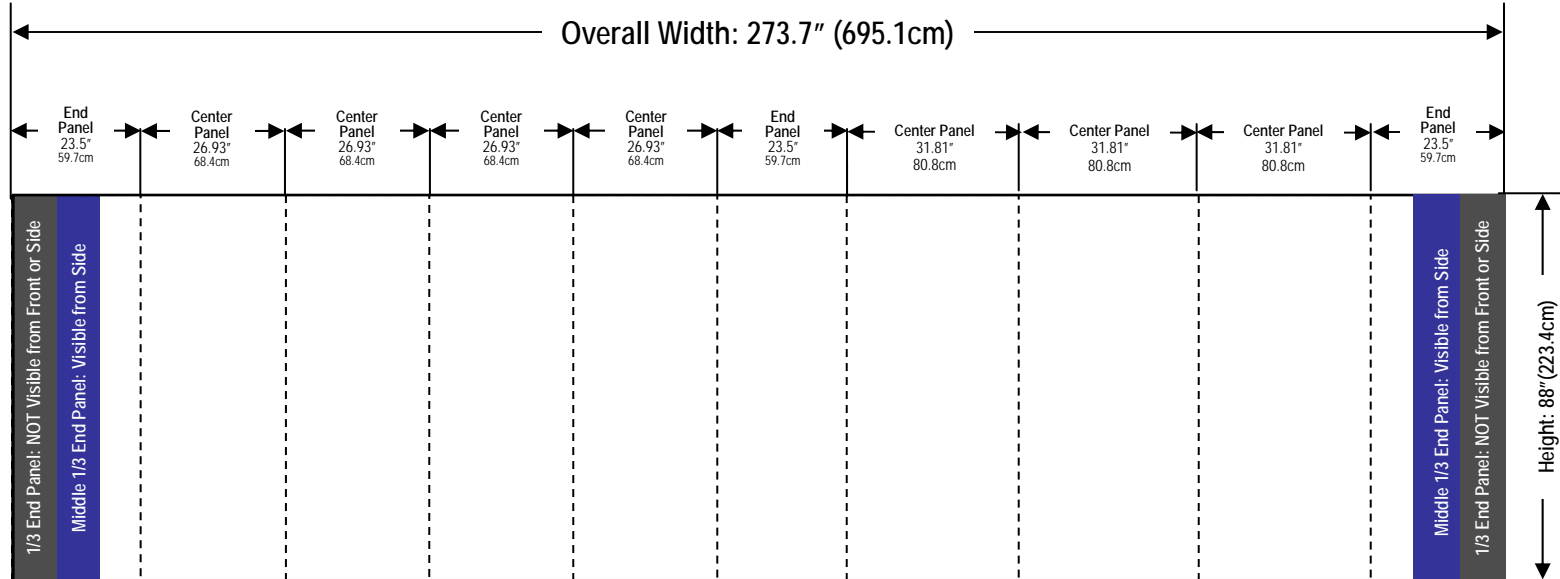 Overall Width: 273.7" (695.1cm)
End
Panel
23.5"
59.7cm
Center
Panel
26.93"
68.4cm
Center
Panel
26.93"
68.4cm
Center
Panel
26.93"
68.4cm
Center
Panel
26.93"
68.4cm
End
Panel
23.5"
59.7cm
Center Panel
31.81"
80.8cm
Center Panel
31.81"
80.8cm
Center Panel
31.81"
80.8cm
End
Panel
23.5"
59.7cm
1/3 End Panel: NOT Visible from Front or Side
Middle 1/3 End Panel: Visible from Side
Middle 1/3 End Panel: Visible from Side
1/3 End Panel: NOT Visible from Front or Side
Height: 88"(223.4cm)